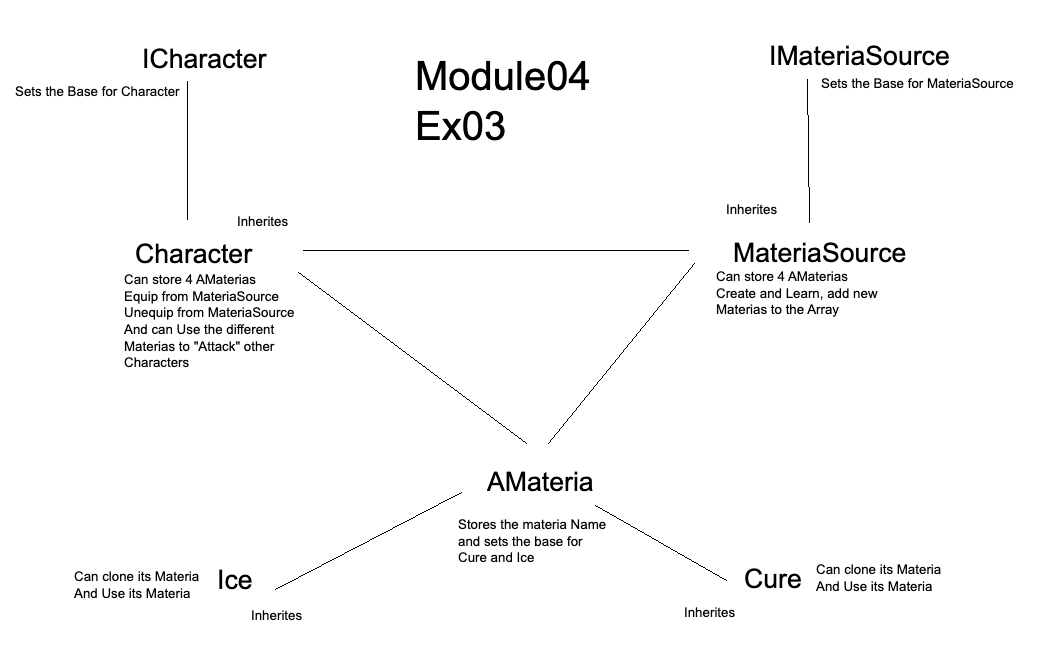 ICharacter
Sets the Base for Character
Module04
Ex03
IMateriaSource
Sets the Base for MateriaSource
Inherites
Character
Can store 4 AMaterias
Equip from MateriaSource
Unequip from MateriaSource
And can Use the different
Materias to "Attack" other
Characters
Inherites
MateriaSource
Can store 4 AMaterias
Create and Learn, add new
Materias to the Array
AMateria
Stores the materia Name
and sets the base for
Cure and Ice
Can clone its Materia
And Use its Materia
Ice
Inherites
Cure
Can clone its Materia
And Use its Materia
Inherites